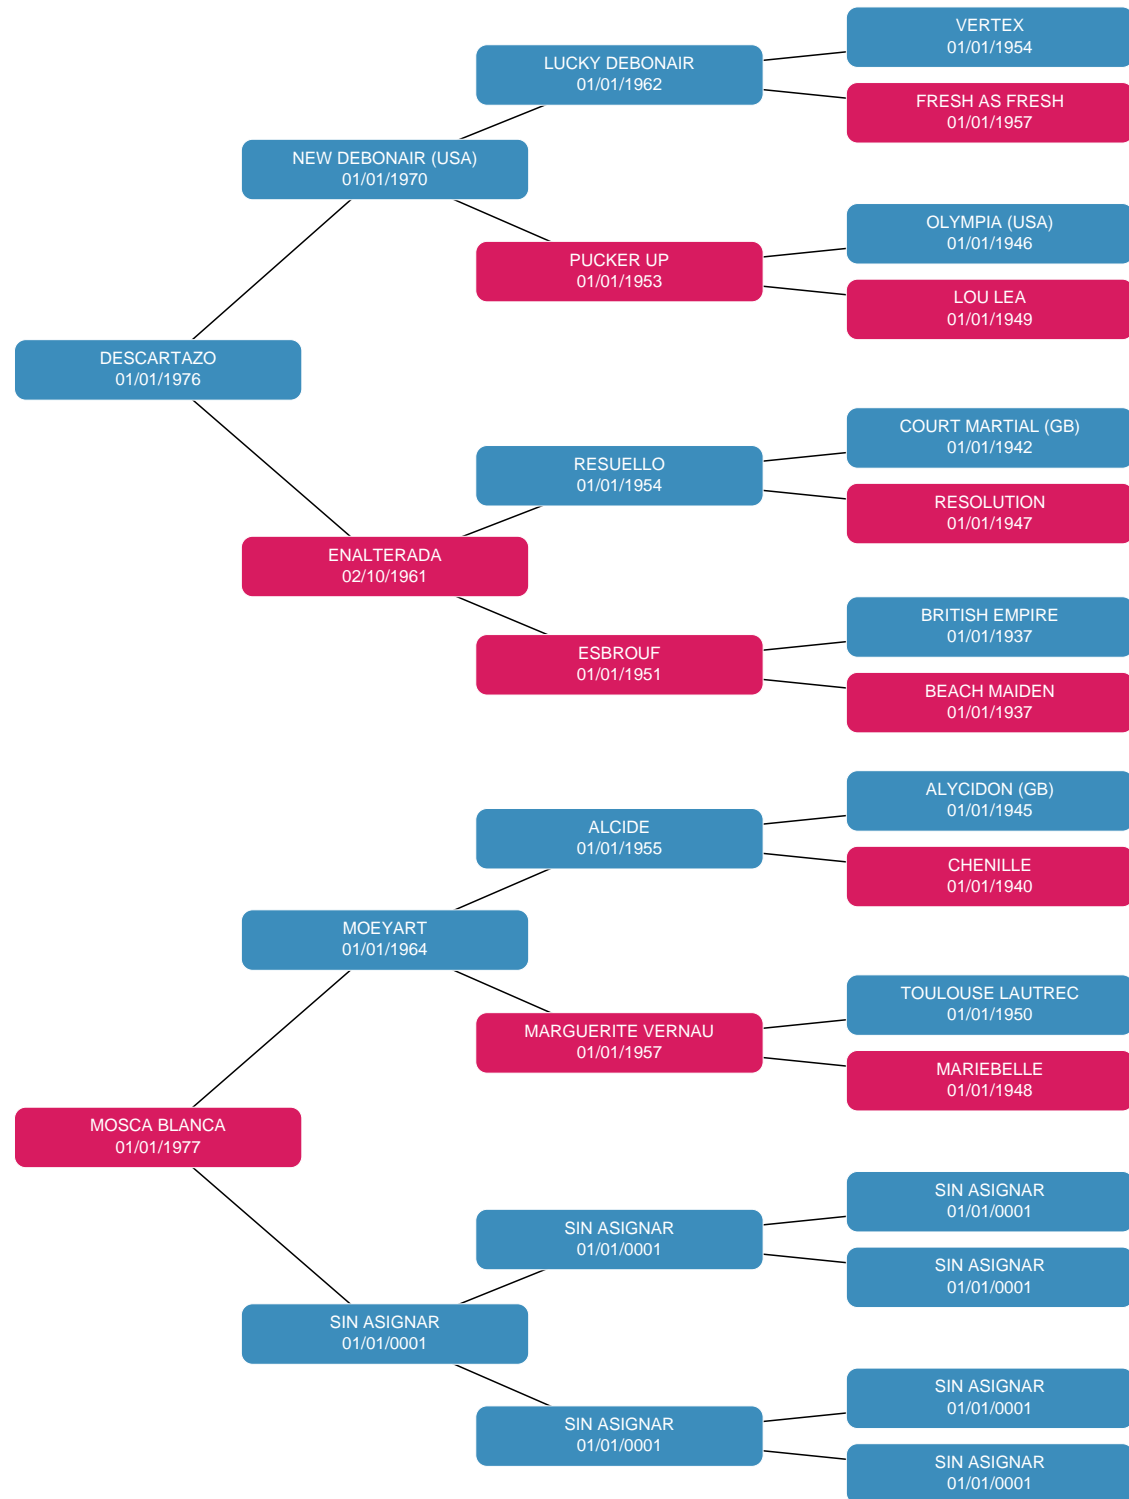 VERTEX
01/01/1954
LUCKY DEBONAIR
01/01/1962
FRESH AS FRESH
01/01/1957
NEW DEBONAIR (USA)
01/01/1970
OLYMPIA (USA)
01/01/1946
PUCKER UP
01/01/1953
LOU LEA
01/01/1949
DESCARTAZO
01/01/1976
COURT MARTIAL (GB)
01/01/1942
RESUELLO
01/01/1954
RESOLUTION
01/01/1947
ENALTERADA
02/10/1961
BRITISH EMPIRE
01/01/1937
ESBROUF
01/01/1951
BEACH MAIDEN
01/01/1937
ALYCIDON (GB)
01/01/1945
ALCIDE
01/01/1955
CHENILLE
01/01/1940
MOEYART
01/01/1964
TOULOUSE LAUTREC
01/01/1950
MARGUERITE VERNAU
01/01/1957
MARIEBELLE
01/01/1948
MOSCA BLANCA
01/01/1977
SIN ASIGNAR
01/01/0001
SIN ASIGNAR
01/01/0001
SIN ASIGNAR
01/01/0001
SIN ASIGNAR
01/01/0001
SIN ASIGNAR
01/01/0001
SIN ASIGNAR
01/01/0001
SIN ASIGNAR
01/01/0001